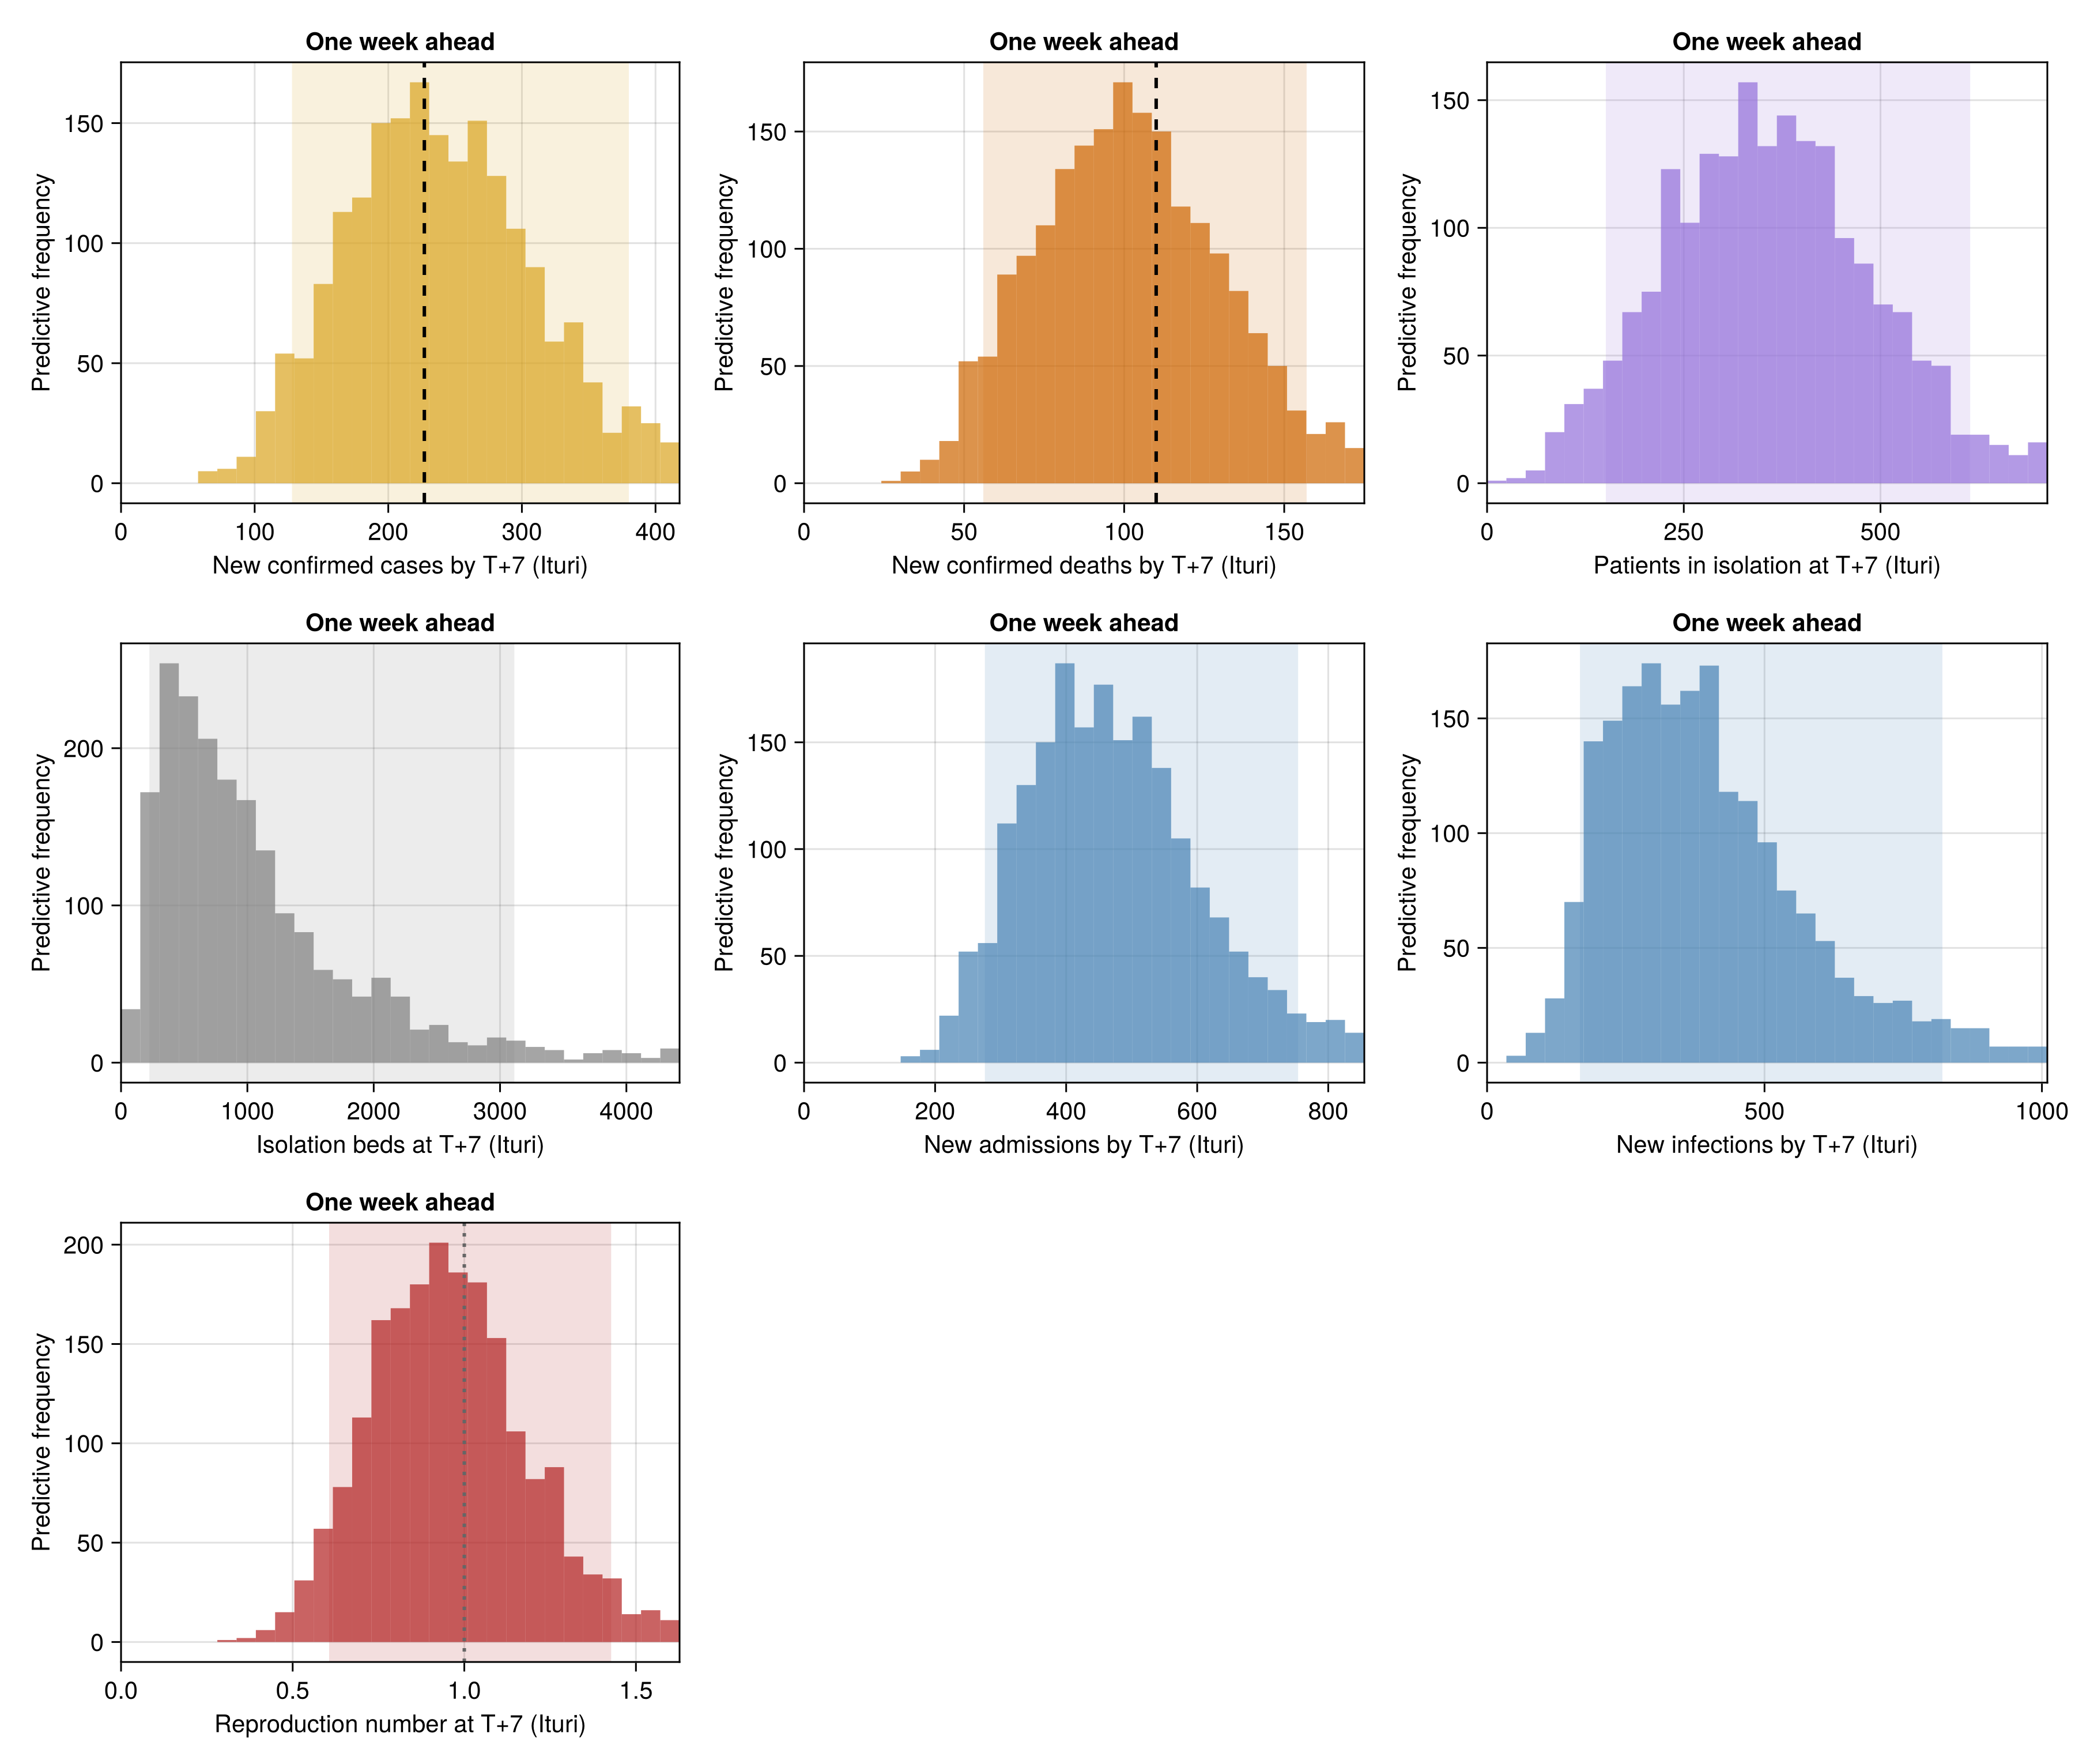 One week ahead
Predictive frequency
150
100
50
0
0 100 200 300 400
New confirmed cases by T+7 (Ituri)
One week ahead
Predictive frequency
150
100
50
0
0 50 100 150
New confirmed deaths by T+7 (Ituri)
One week ahead
Predictive frequency
150
100
50
0
0 250 500
Patients in isolation at T+7 (Ituri)
One week ahead
Predictive frequency
200
100
0
0 1000 2000 3000 4000
Isolation beds at T+7 (Ituri)
One week ahead
Predictive frequency
150
100
50
0
0 200 400 600 800
New admissions by T+7 (Ituri)
One week ahead
Predictive frequency
150
100
50
0
0 500 1000
New infections by T+7 (Ituri)
One week ahead
Predictive frequency
200
150
100
50
0
0.0 0.5 1.0 1.5
Reproduction number at T+7 (Ituri)